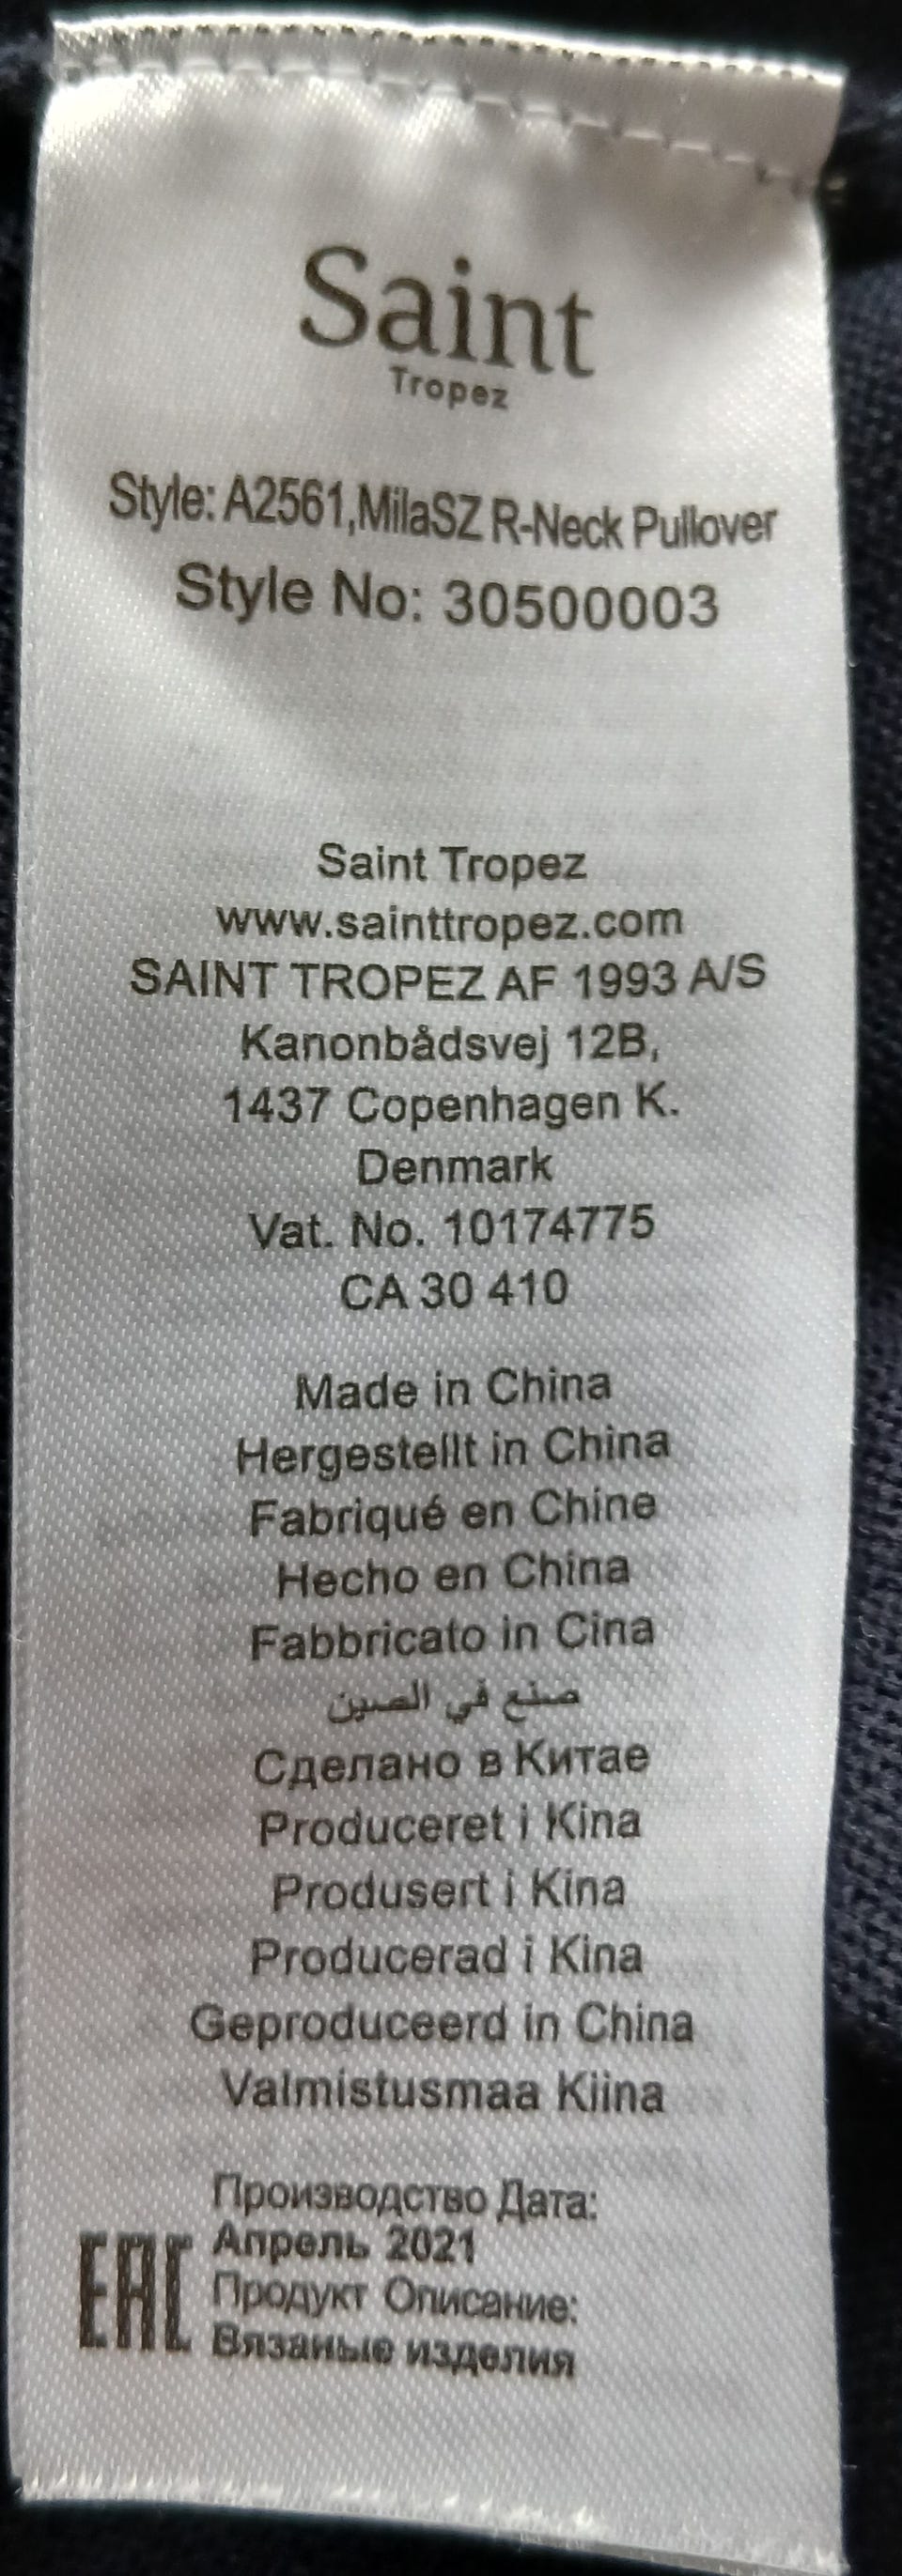 Saint
Tropez
Style: A2561,MilaSZ R-Neck Pullover
Style No: 30500003
Saint Tropez
www.sainttropez.com
SAINT TROPEZ AF 1993 A/S
Kanonbådsvej 12B,
1437 Copenhagen K.
Denmark
Vat. No. 10174775
CA 30 410
Made in China
Hergestellt in China
Fabriqué en Chine
Hecho en China
Fabbricato in Cina
صنع في الصين
Сделано в Китае
Produceret i Kina
Produsert i Kina
Producerad i Kina
Geproduceerd in China
Valmistusmaa Kiina
Производство Дата:
Апрель 2021
EAC
Продукт Описание:
Вязаные изделия